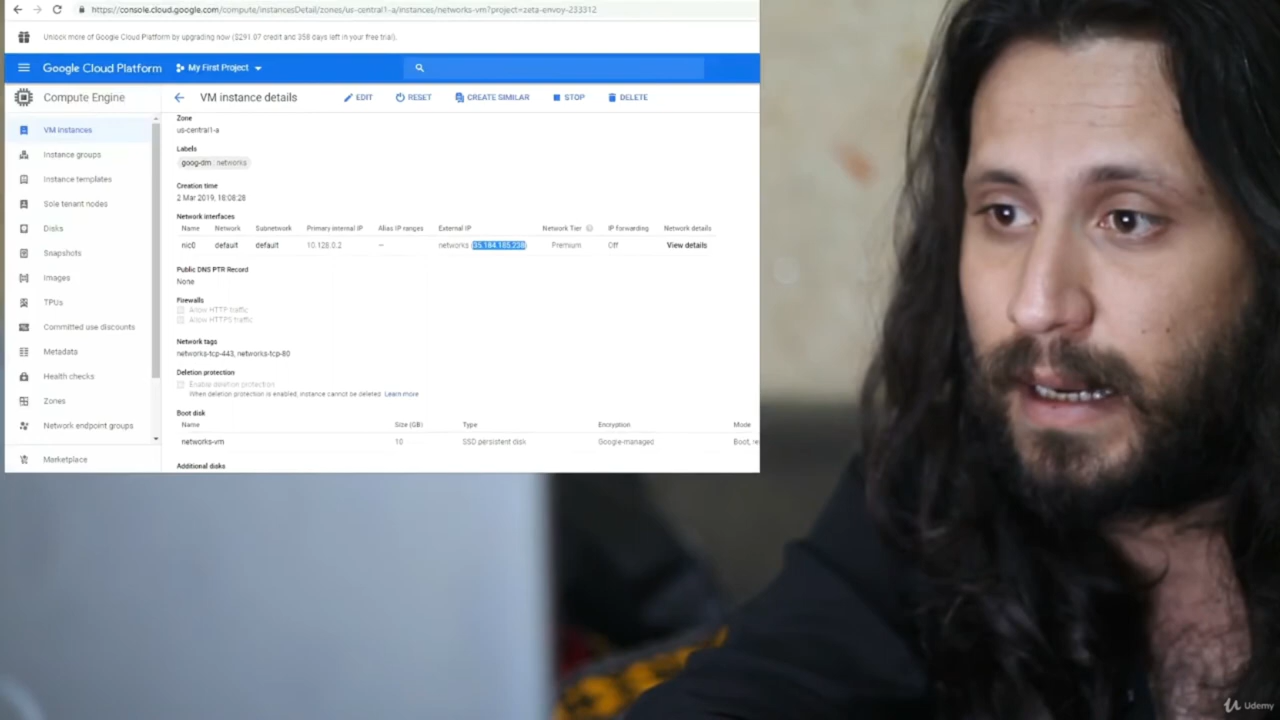 https://console.cloud.google.com/compute/instancesDetail/zones/us-central1-a/instances/networks-vm?project=zeta-envoy-233312
Unlock more of Google Cloud Platform by upgrading now ($291.07 credit and 358 days left in your free trial).
Google Cloud Platform My First Project
Compute Engine VM instance details EDIT RESET CREATE SIMILAR STOP DELETE
VM instances
Instance groups
Instance templates
Sole tenant nodes
Disks
Snapshots
Images
TPUs
Committed use discounts
Metadata
Health checks
Zones
Network endpoint groups
Marketplace
Zone
us-central1-a
Labels
goog-dm : networks
Creation time
2 Mar 2019, 18:08:28
Network interfaces
Name Network Subnetwork Primary internal IP Alias IP ranges External IP Network Tier IP forwarding Network details
nic0 default default 10.128.0.2 — networks (35.184.185.238) Premium Off View details
Public DNS PTR Record
None
Firewalls
Allow HTTP traffic
Allow HTTPS traffic
Network tags
networks-tcp-443, networks-tcp-80
Deletion protection
Enable deletion protection
When deletion protection is enabled, instance cannot be deleted. Learn more
Boot disk
Name Size (GB) Type Encryption Mode
networks-vm 10 SSD persistent disk Google-managed Boot, re
Additional disks
Udemy